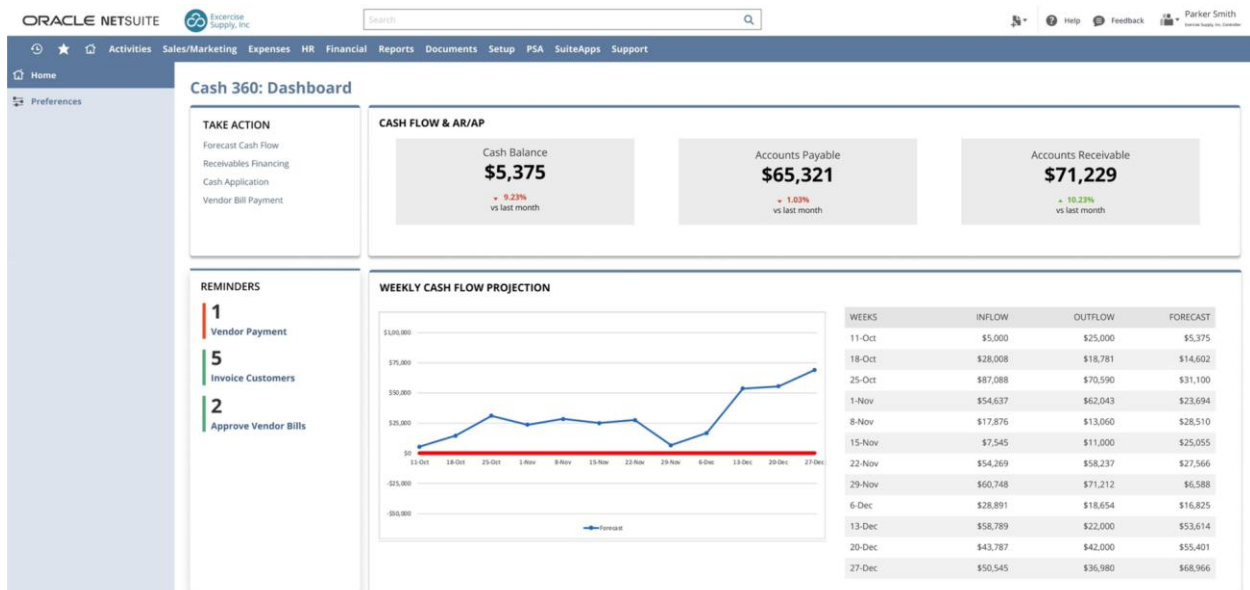 ORACLE NETSUITE
Excercise
Supply, Inc
Search
Help
Feedback
Parker Smith
Activities Sales/Marketing Expenses HR Financial Reports Documents Setup PSA SuiteApps Support
Home
Preferences
Cash 360: Dashboard
TAKE ACTION
Forecast Cash Flow
Receivables Financing
Cash Application
Vendor Bill Payment
CASH FLOW & AR/AP
Cash Balance
$5,375
9.23%
vs last month
Accounts Payable
$65,321
1.03%
vs last month
Accounts Receivable
$71,229
10.23%
vs last month
REMINDERS
1
Vendor Payment
5
Invoice Customers
2
Approve Vendor Bills
WEEKLY CASH FLOW PROJECTION
$1,00,000
$75,000
$50,000
$25,000
$0
-$25,000
-$50,000
11-Oct 18-Oct 25-Oct 1-Nov 8-Nov 15-Nov 22-Nov 29-Nov 6-Dec 13-Dec 20-Dec 27-Dec
Forecast
WEEKS INFLOW OUTFLOW FORECAST
11-Oct $5,000 $25,000 $5,375
18-Oct $28,008 $18,781 $14,602
25-Oct $87,088 $70,590 $31,100
1-Nov $54,637 $62,043 $23,694
8-Nov $17,876 $13,060 $28,510
15-Nov $7,545 $11,000 $25,055
22-Nov $54,269 $58,237 $27,566
29-Nov $60,748 $71,212 $6,588
6-Dec $28,891 $18,654 $16,825
13-Dec $58,789 $22,000 $53,614
20-Dec $43,787 $42,000 $55,401
27-Dec $50,545 $36,980 $68,966